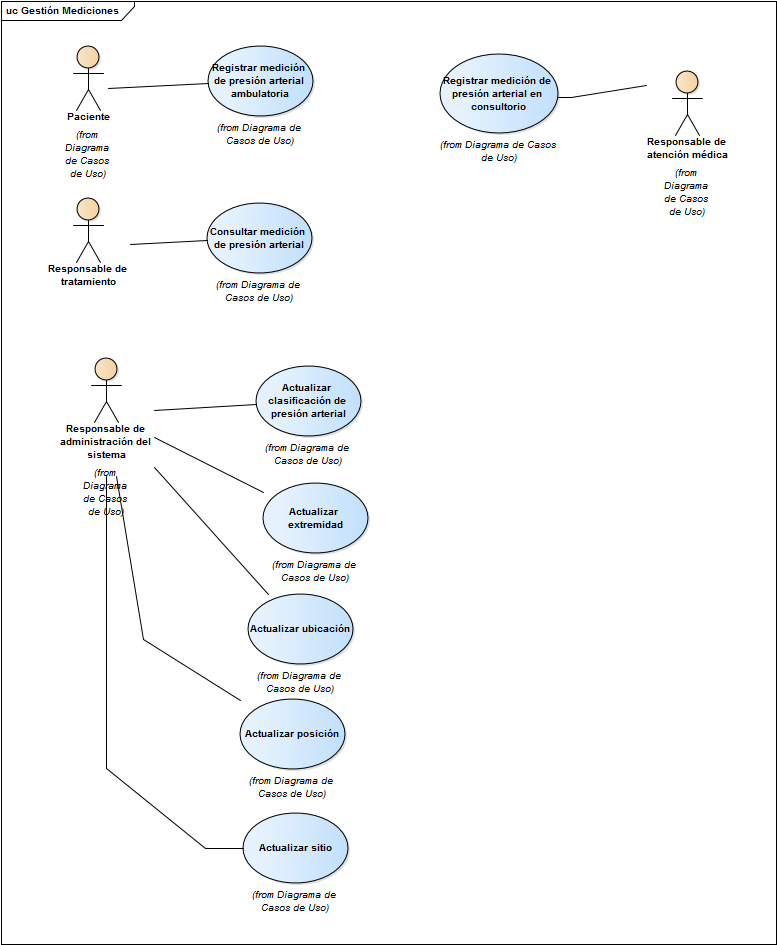 uc Gestión Mediciones
Paciente
(from
Diagrama
de Casos
de Uso)
Registrar medición
de presión arterial
ambulatoria
(from Diagrama de
Casos de Uso)
Registrar medición de
presión arterial en
consultorio
(from Diagrama de Casos
de Uso)
Responsable de
atención médica
(from
Diagrama
de Casos
de Uso)
Responsable de
tratamiento
Consultar medición
de presión arterial
(from Diagrama de
Casos de Uso)
Responsable de
administración del
sistema
(from
Diagrama
de Casos
de Uso)
Actualizar
clasificación de
presión arterial
(from Diagrama de
Casos de Uso)
Actualizar
extremidad
(from Diagrama de
Casos de Uso)
Actualizar ubicación
(from Diagrama de
Casos de Uso)
Actualizar posición
(from Diagrama de
Casos de Uso)
Actualizar sitio
(from Diagrama de
Casos de Uso)